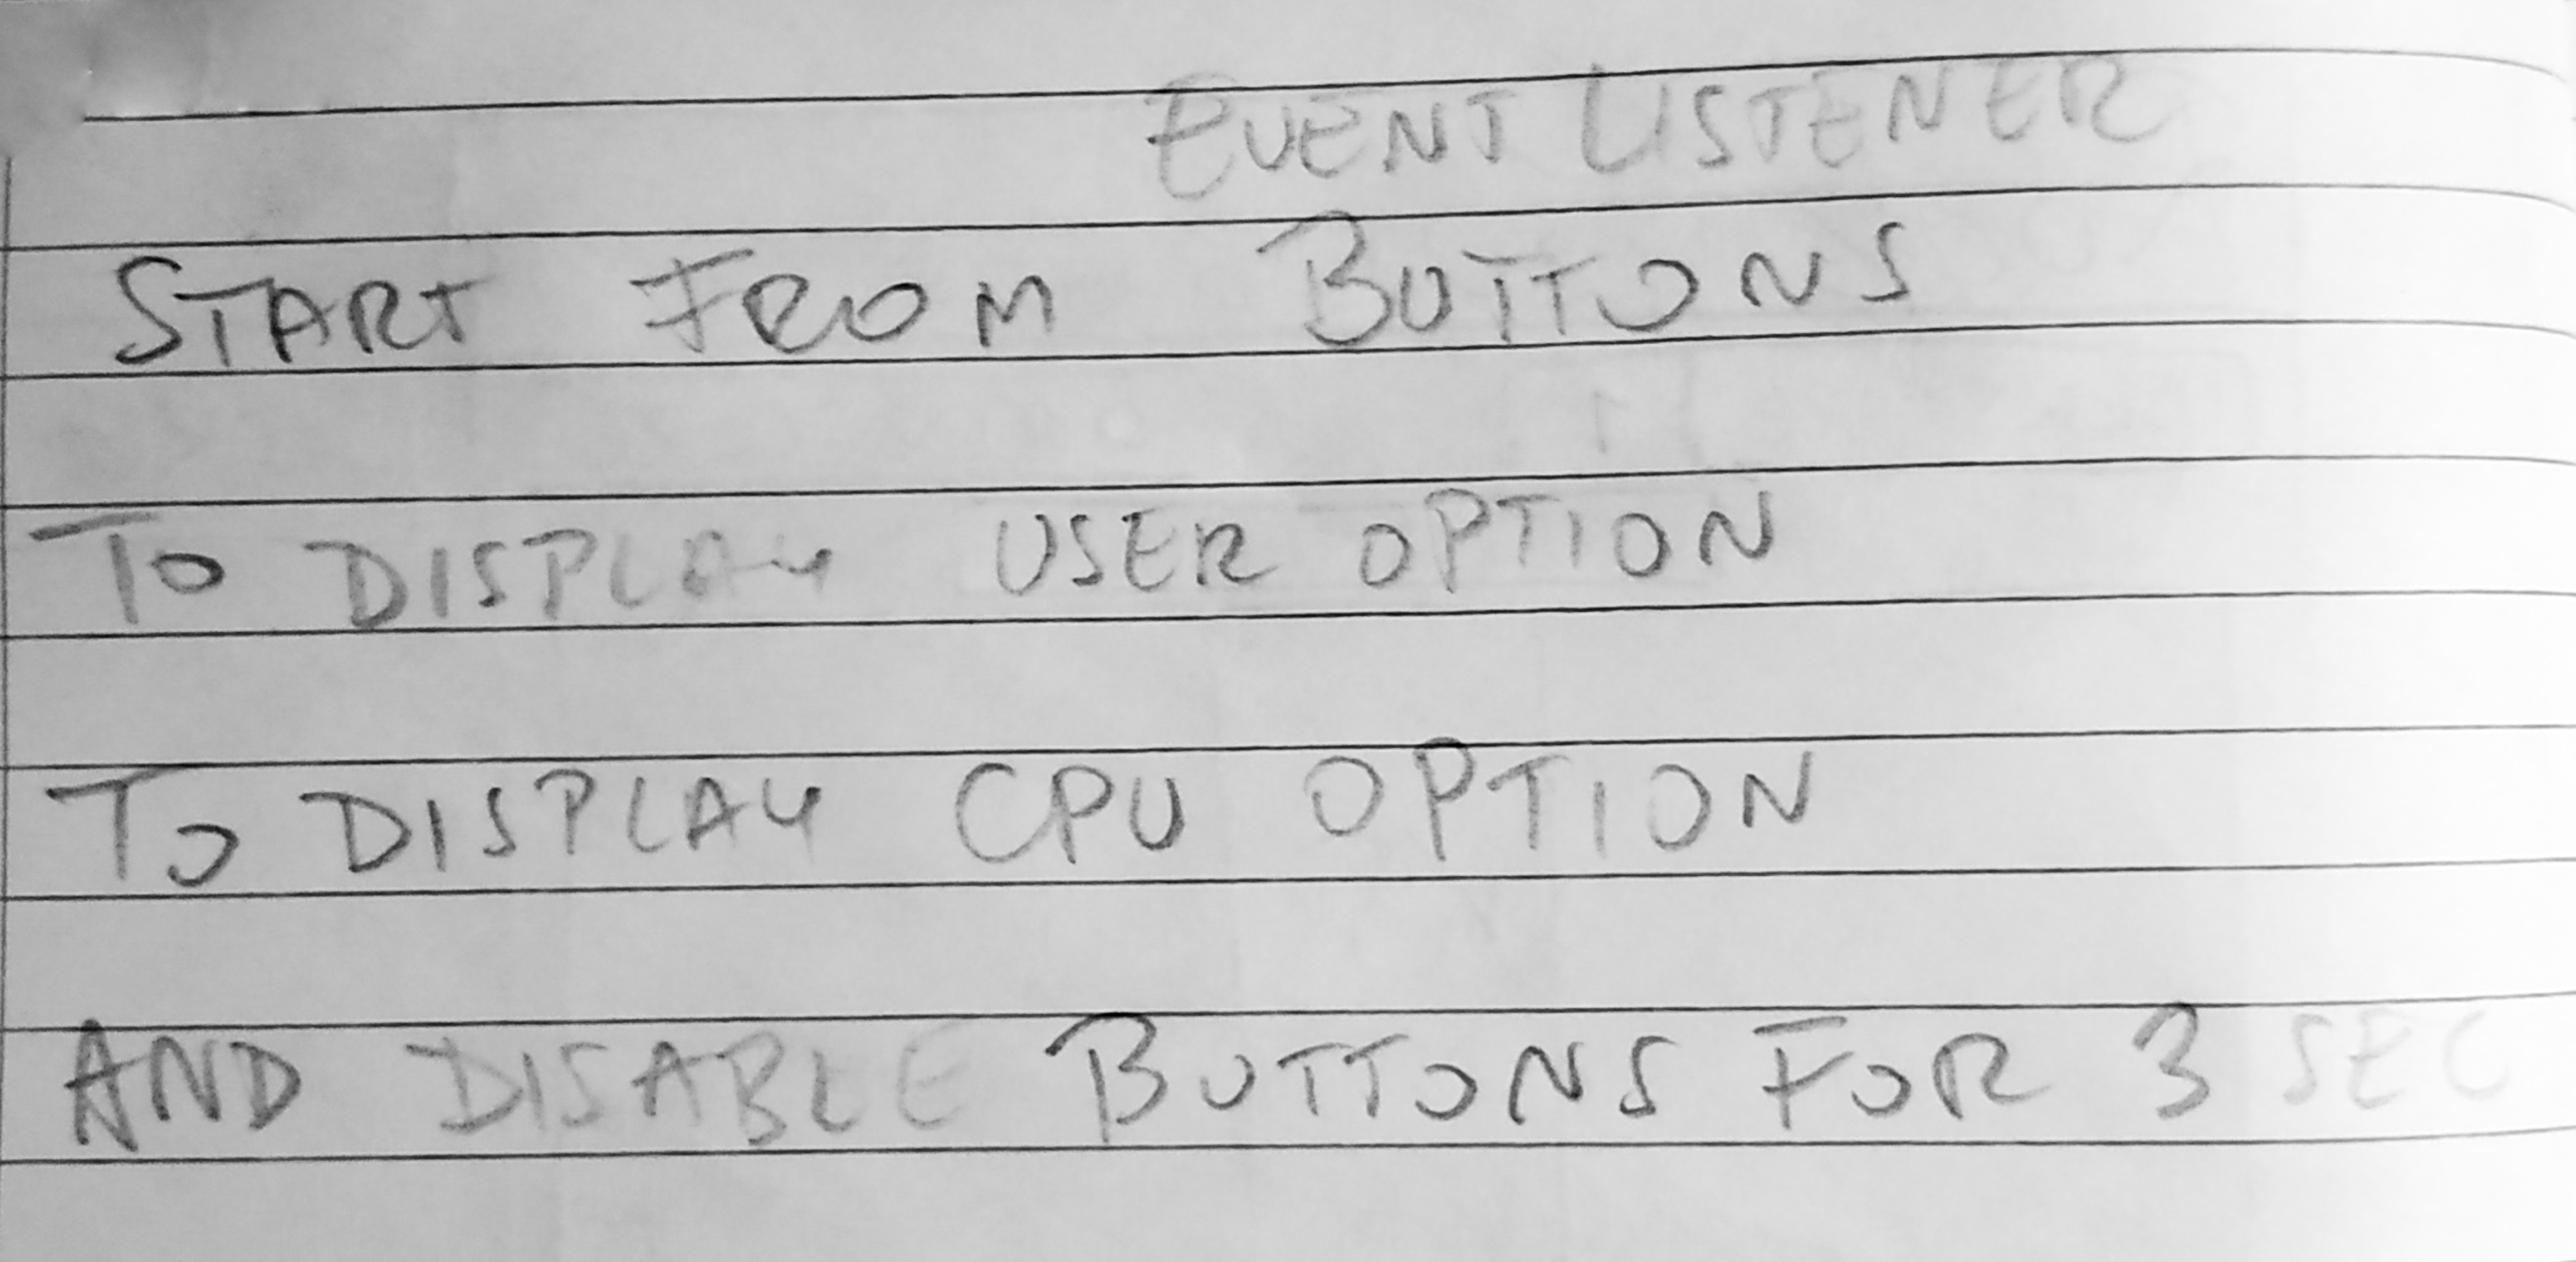 EVENT LISTENER
START FROM BUTTONS
TO DISPLAY USER OPTION
TO DISPLAY CPU OPTION
AND DISABLE BUTTONS FOR 3 SEC